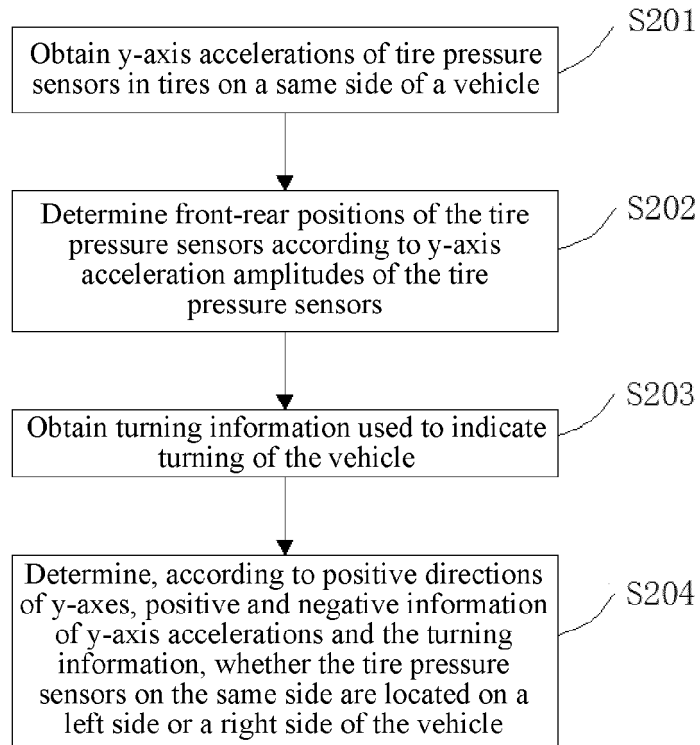 S201
Obtain y-axis accelerations of tire pressure
sensors in tires on a same side of a vehicle
S202
Determine front-rear positions of the tire
pressure sensors according to y-axis
acceleration amplitudes of the tire
pressure sensors
S203
Obtain turning information used to indicate
turning of the vehicle
S204
Determine, according to positive directions
of y-axes, positive and negative information
of y-axis accelerations and the turning
information, whether the tire pressure
sensors on the same side are located on a
left side or a right side of the vehicle